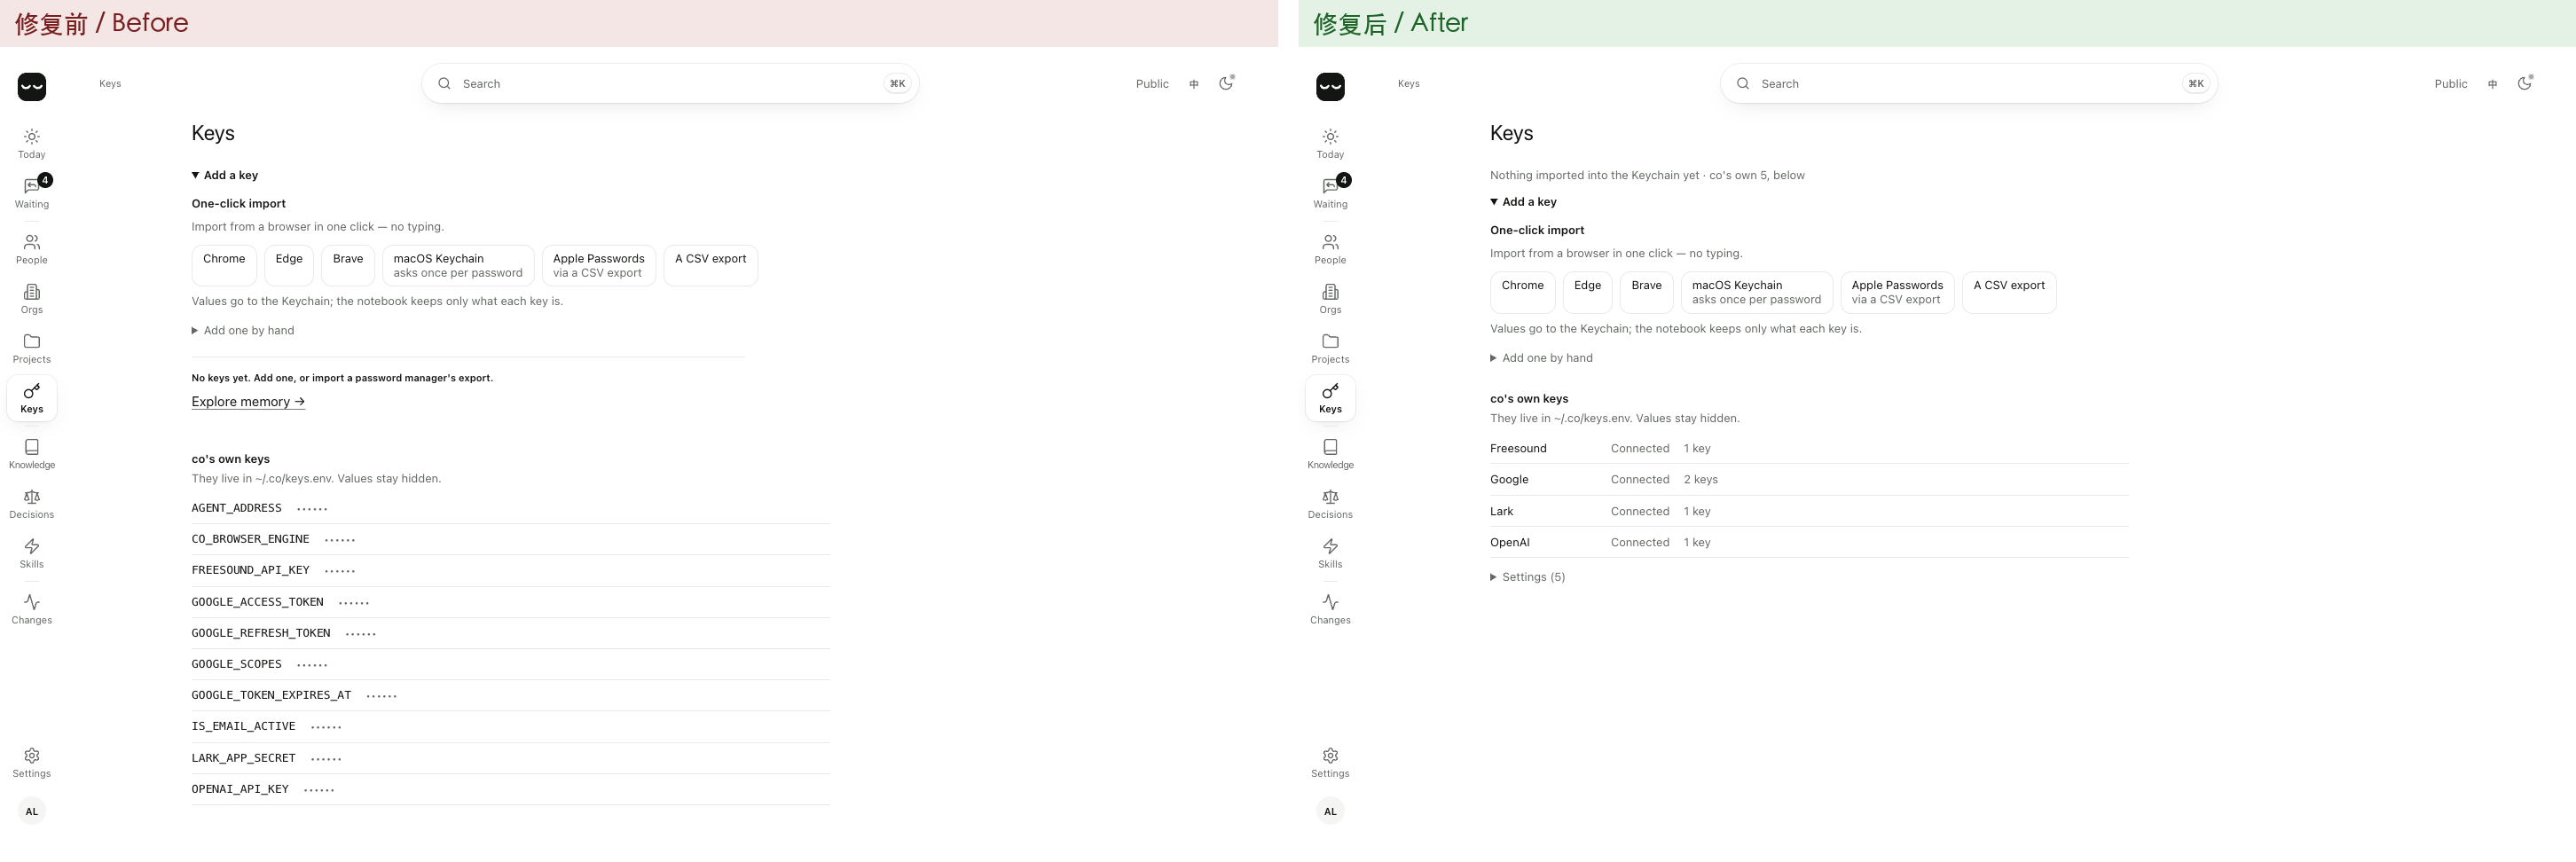 修复前 / Before
Keys
Search
⌘K
Public
中
Today
4
Waiting
People
Orgs
Projects
Keys
Knowledge
Decisions
Skills
Changes
Settings
AL
Keys
▼ Add a key
One-click import
Import from a browser in one click — no typing.
Chrome
Edge
Brave
macOS Keychain
asks once per password
Apple Passwords
via a CSV export
A CSV export
Values go to the Keychain; the notebook keeps only what each key is.
▶ Add one by hand
No keys yet. Add one, or import a password manager's export.
Explore memory →
co's own keys
They live in ~/.co/keys.env. Values stay hidden.
AGENT_ADDRESS ······
CO_BROWSER_ENGINE ······
FREESOUND_API_KEY ······
GOOGLE_ACCESS_TOKEN ······
GOOGLE_REFRESH_TOKEN ······
GOOGLE_SCOPES ······
GOOGLE_TOKEN_EXPIRES_AT ······
IS_EMAIL_ACTIVE ······
LARK_APP_SECRET ······
OPENAI_API_KEY ······
修复后 / After
Keys
Search
⌘K
Public
中
Today
4
Waiting
People
Orgs
Projects
Keys
Knowledge
Decisions
Skills
Changes
Settings
AL
Keys
Nothing imported into the Keychain yet · co's own 5, below
▼ Add a key
One-click import
Import from a browser in one click — no typing.
Chrome
Edge
Brave
macOS Keychain
asks once per password
Apple Passwords
via a CSV export
A CSV export
Values go to the Keychain; the notebook keeps only what each key is.
▶ Add one by hand
co's own keys
They live in ~/.co/keys.env. Values stay hidden.
Freesound Connected 1 key
Google Connected 2 keys
Lark Connected 1 key
OpenAI Connected 1 key
▶ Settings (5)